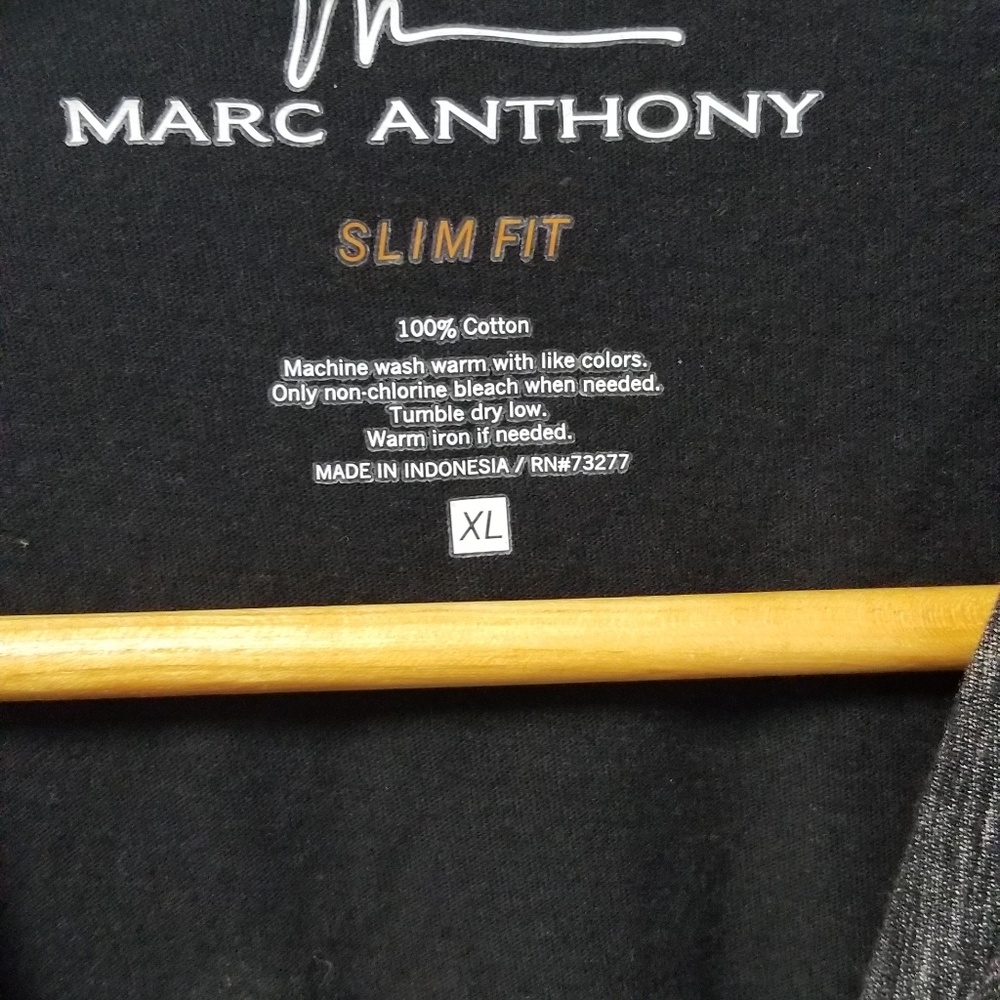 MARC ANTHONY
SLIM FIT
100% Cotton
Machine wash warm with like colors.
Only non-chlorine bleach when needed.
Tumble dry low.
Warm iron if needed.
MADE IN INDONESIA / RN#73277
XL